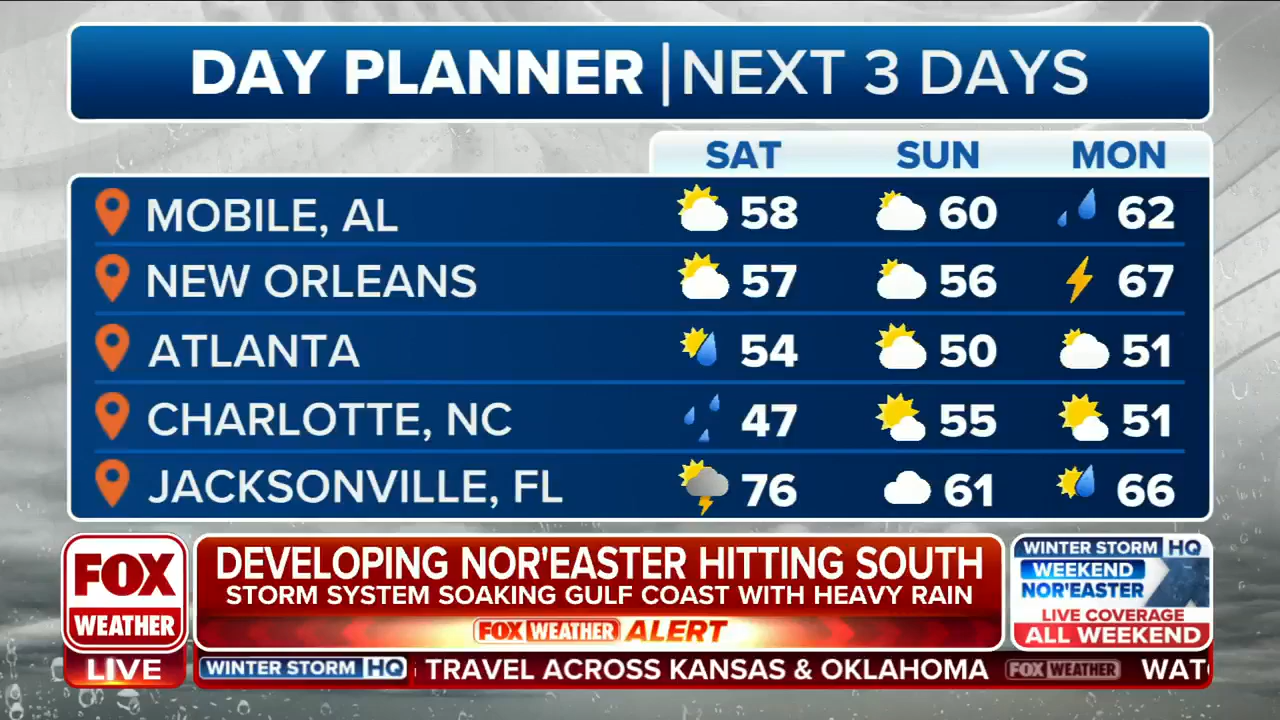 DAY PLANNER | NEXT 3 DAYS
SAT SUN MON
MOBILE, AL 58 60 62
NEW ORLEANS 57 56 67
ATLANTA 54 50 51
CHARLOTTE, NC 47 55 51
JACKSONVILLE, FL 76 61 66
FOX
WEATHER
LIVE
DEVELOPING NOR'EASTER HITTING SOUTH
STORM SYSTEM SOAKING GULF COAST WITH HEAVY RAIN
FOX WEATHER ALERT
WINTER STORM HQ
WEEKEND
NOR'EASTER
LIVE COVERAGE
ALL WEEKEND
WINTER STORM HQ TRAVEL ACROSS KANSAS & OKLAHOMA FOX WEATHER